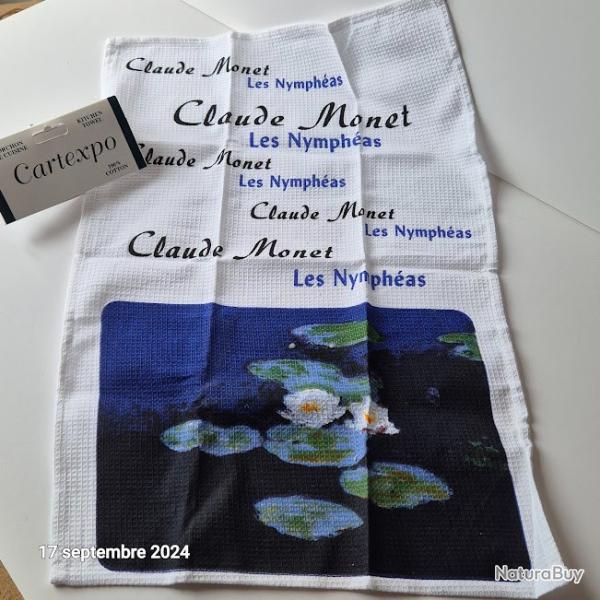 Claude Monet
Les Nymphéas
Claude Monet
Les Nymphéas
Claude Monet
Les Nymphéas
Claude Monet
Les Nymphéas
Claude Monet
Les Nymphéas
KITCHEN
TOWEL
CUISINE
Cartexpo
100%
COTTON
17 septembre 2024
NaturaBuy